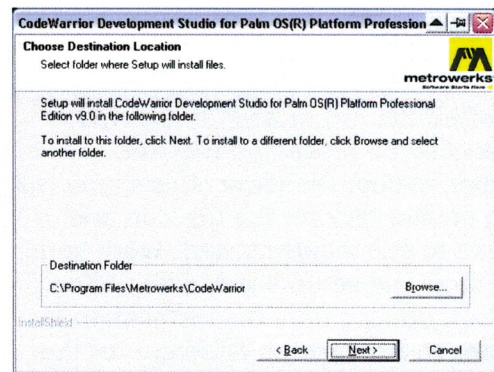 CodeWarrior Development Studio for Palm OS(R) Platform Profession
Choose Destination Location
Select folder where Setup will install files.
metrowerks
Software Starts Here
Setup will install CodeWarrior Development Studio for Palm OS(R) Platform Professional
Edition v9.0 in the following folder.
To install to this folder, click Next. To install to a different folder, click Browse and select
another folder.
Destination Folder
C:\Program Files\Metrowerks\CodeWarrior
Browse...
InstallShield
< Back
Next >
Cancel